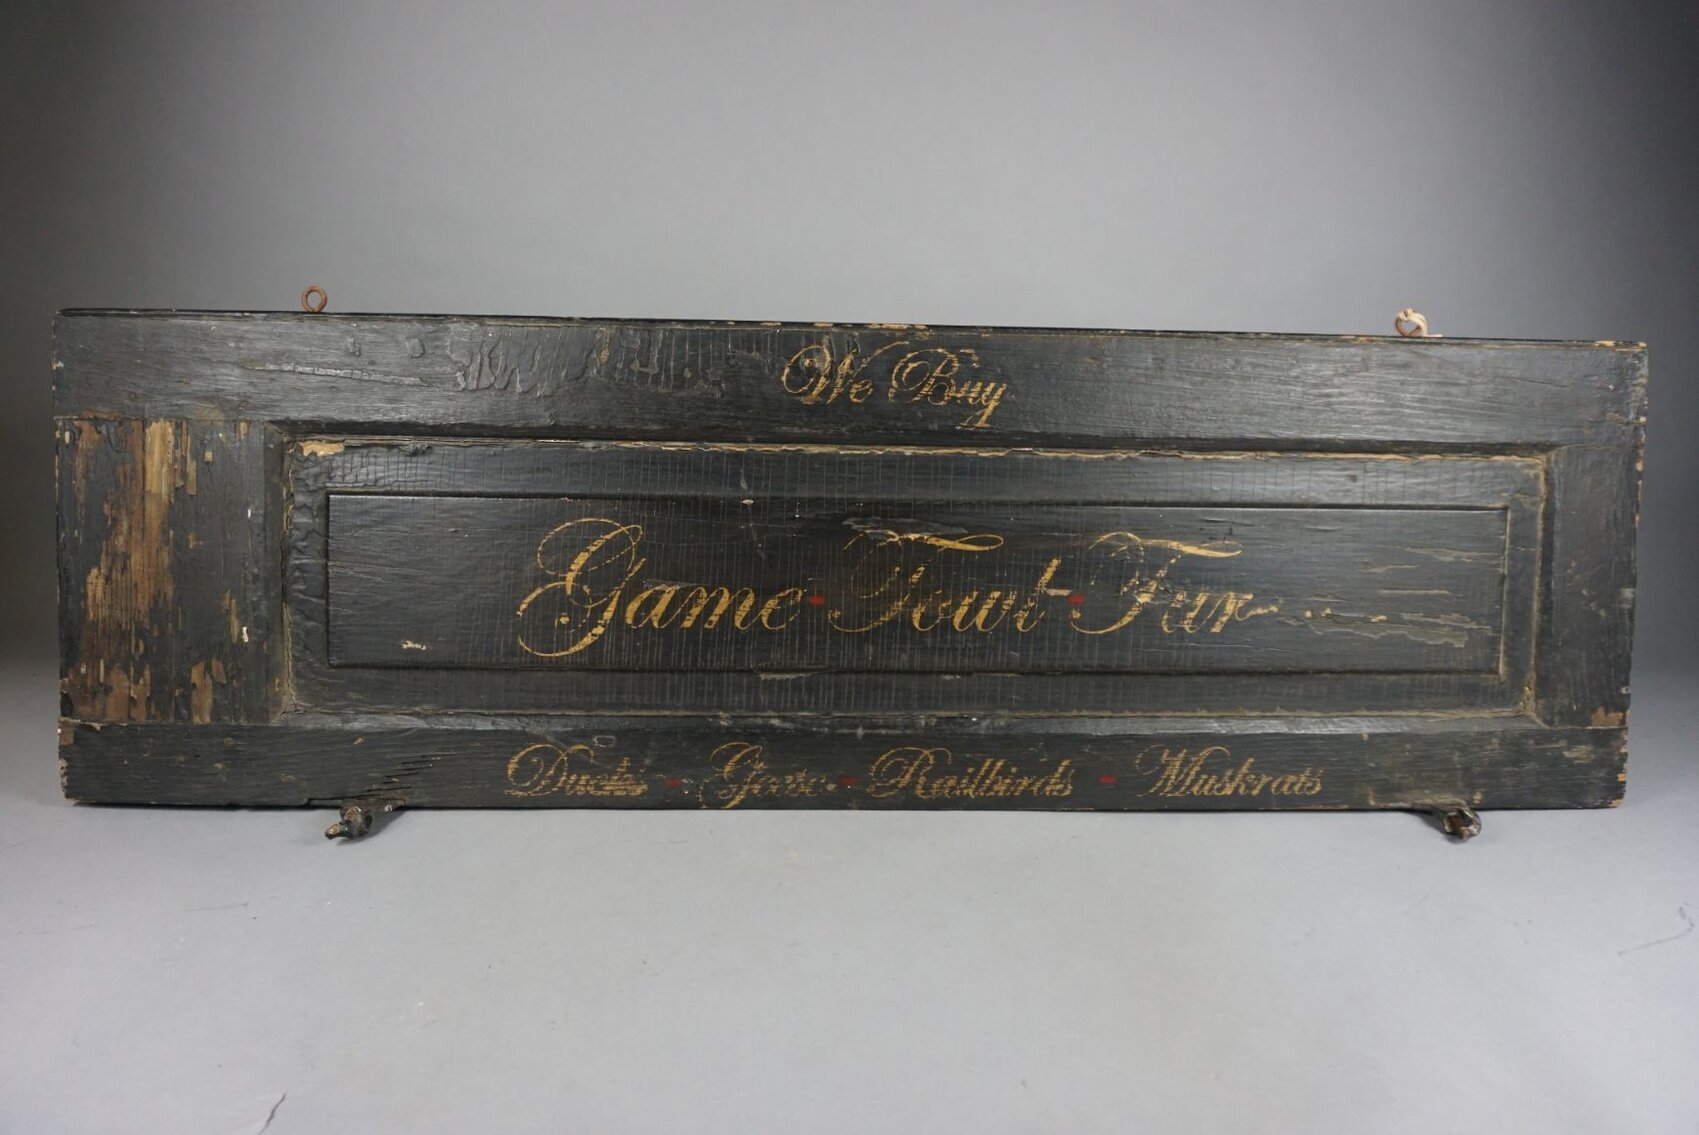 We Buy
Game - Fowl - Fur
Ducks - Geese - Railbirds - Muskrats